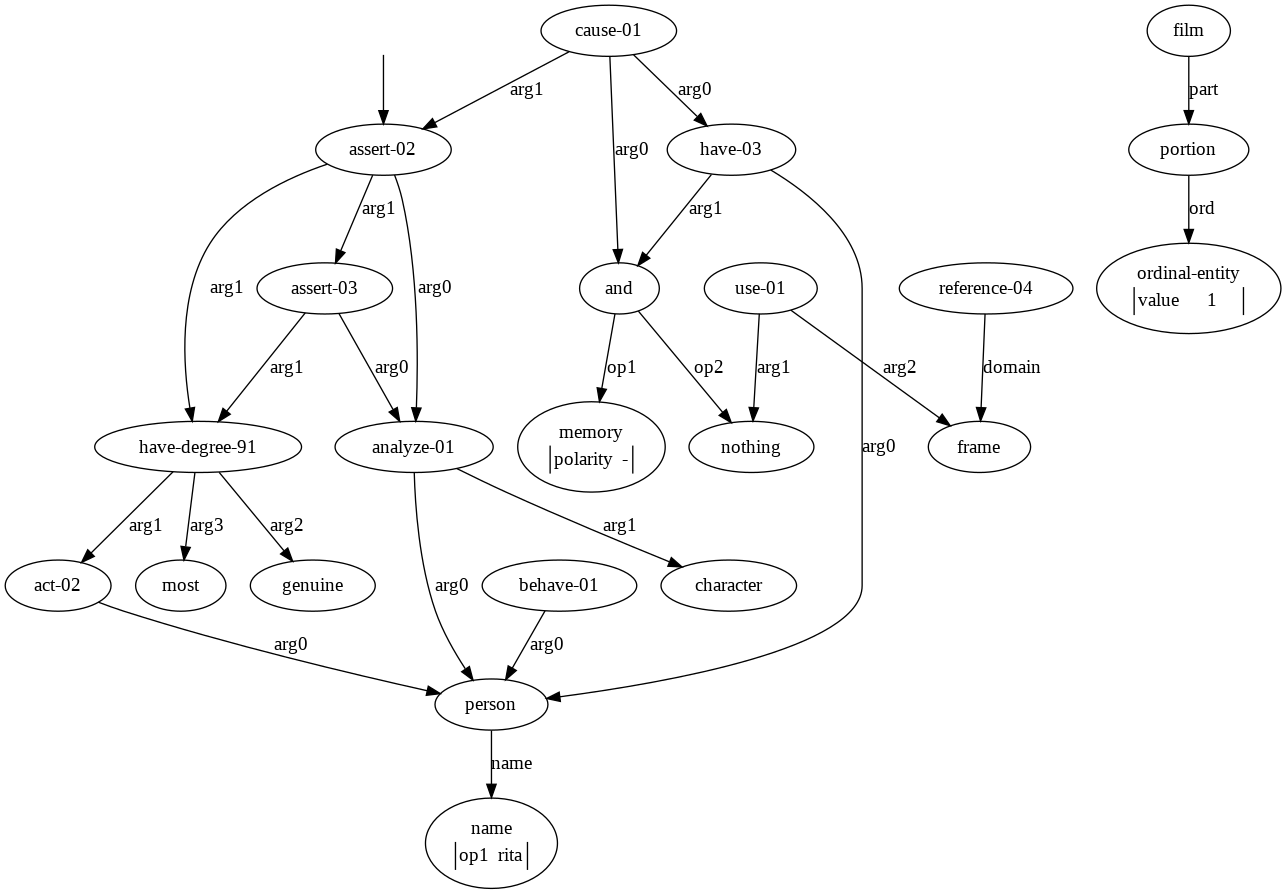 cause-01
film
arg1
arg0
part
arg0
assert-02
have-03
portion
arg1
arg1
ord
arg1
arg0
assert-03
and
use-01
reference-04
ordinal-entity
value 1
arg1
arg0
op1
op2
arg1
arg2
domain
have-degree-91
analyze-01
memory
polarity -
nothing
arg0
frame
arg1
arg3
arg2
arg1
act-02
most
genuine
arg0
behave-01
character
arg0
arg0
person
name
name
op1 rita